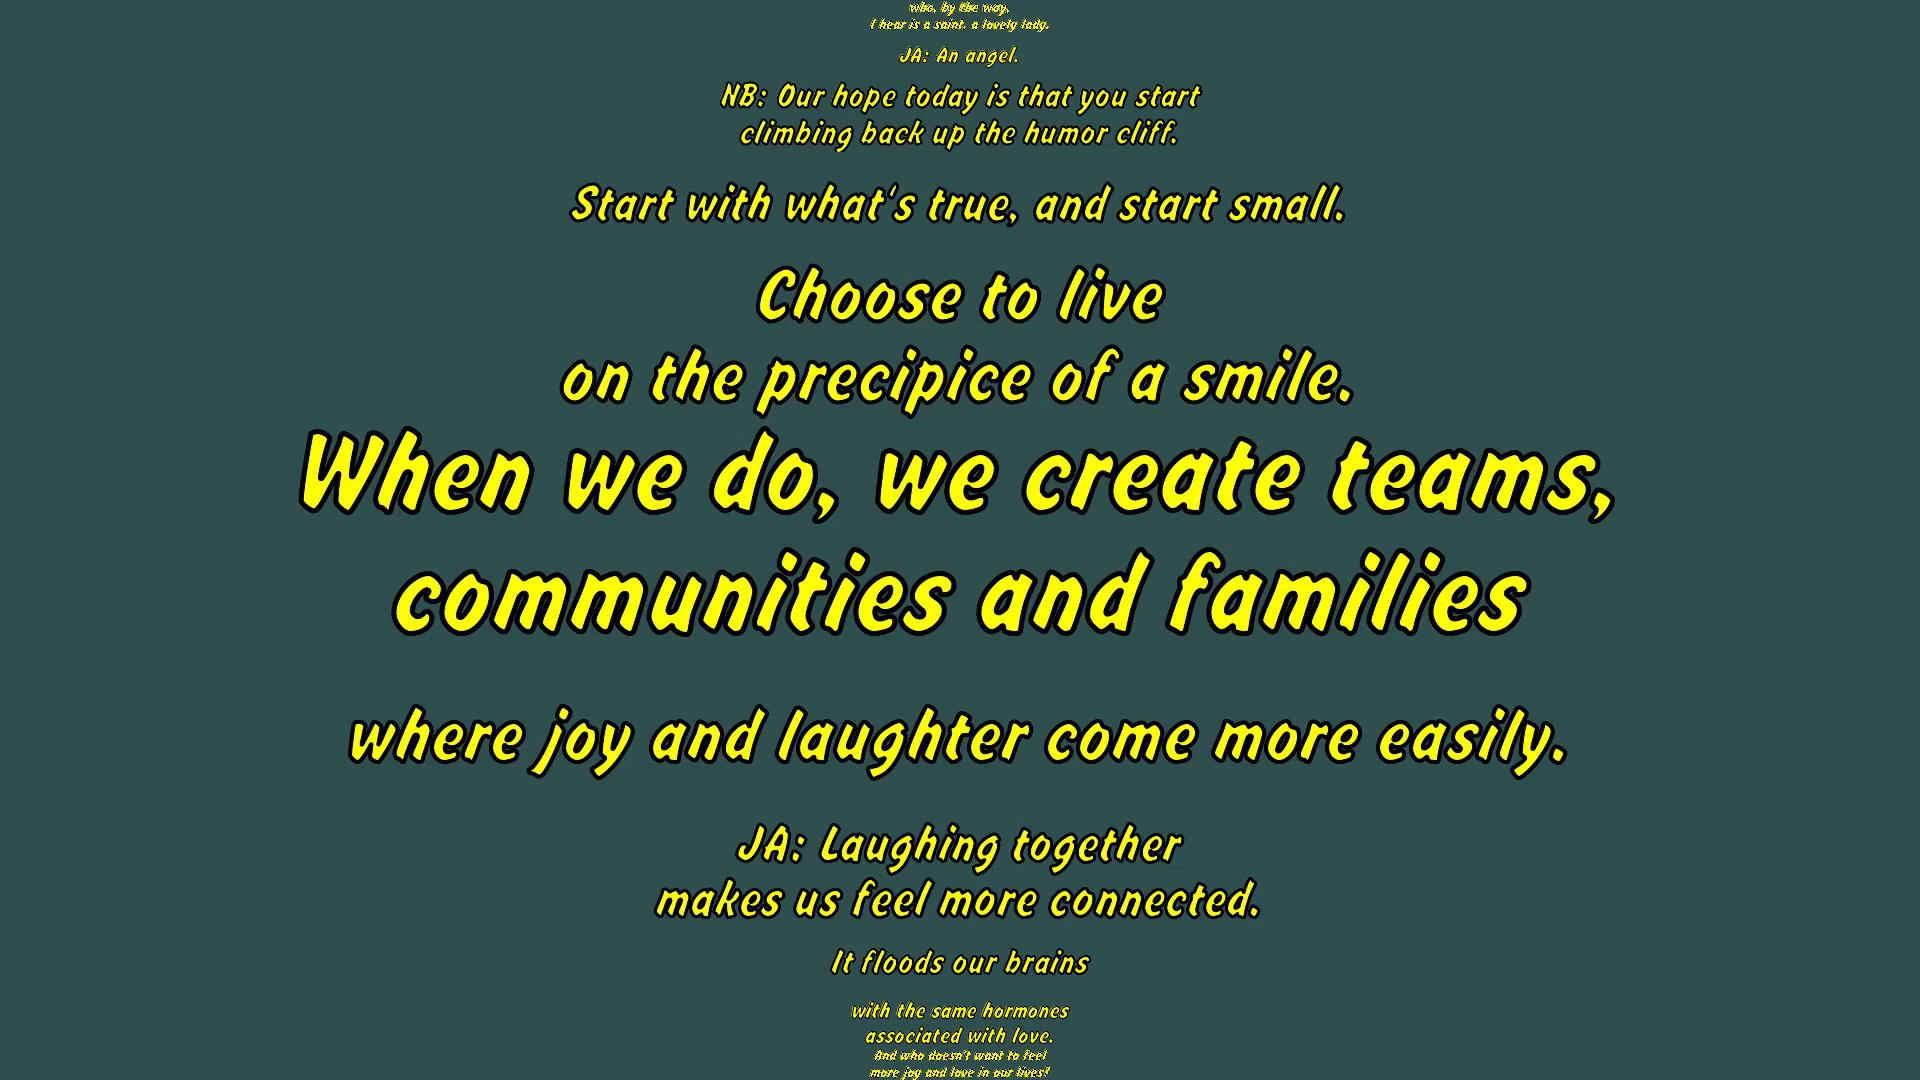 who, by the way,
I hear is a saint, a lovely lady.
JA: An angel.
NB: Our hope today is that you start
climbing back up the humor cliff.
Start with what's true, and start small.
Choose to live
on the precipice of a smile.
When we do, we create teams,
communities and families
where joy and laughter come more easily.
JA: Laughing together
makes us feel more connected.
It floods our brains
with the same hormones
associated with love.
And who doesn't want to feel
more joy and love in our lives?